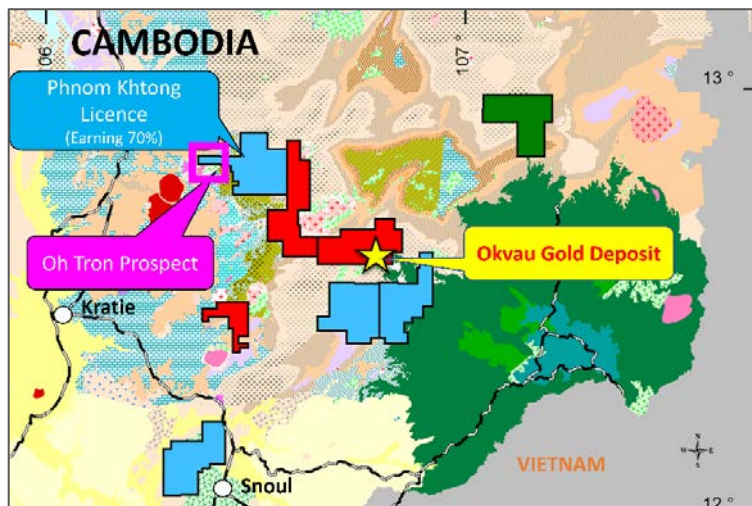 106
107
CAMBODIA
13 °
Phnom Khtong
Licence
(Earning 70%)
Oh Tron Prospect
Okvau Gold Deposit
Kratie
Snoul
VIETNAM
N
W E
S
12 °